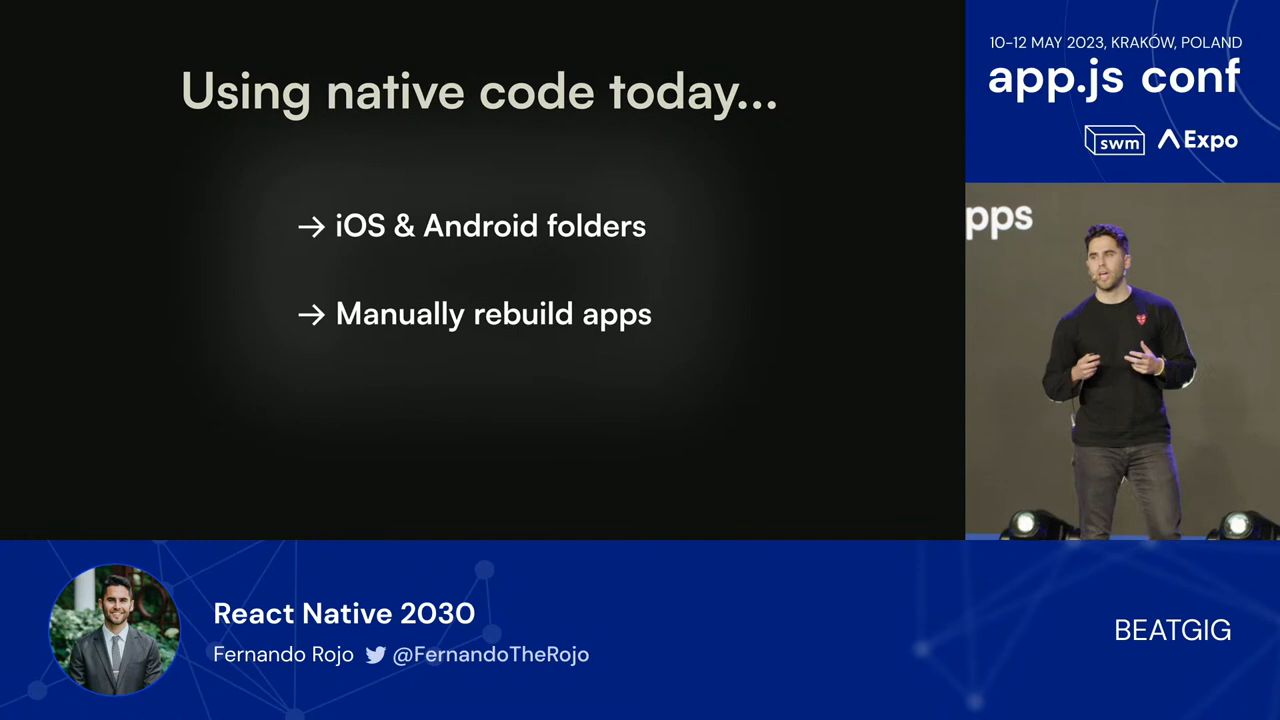 Using native code today...
→ iOS & Android folders
→ Manually rebuild apps
10-12 MAY 2023, KRAKÓW, POLAND
app.js conf
swm Expo
pps
React Native 2030
Fernando Rojo @FernandoTheRojo
BEATGIG